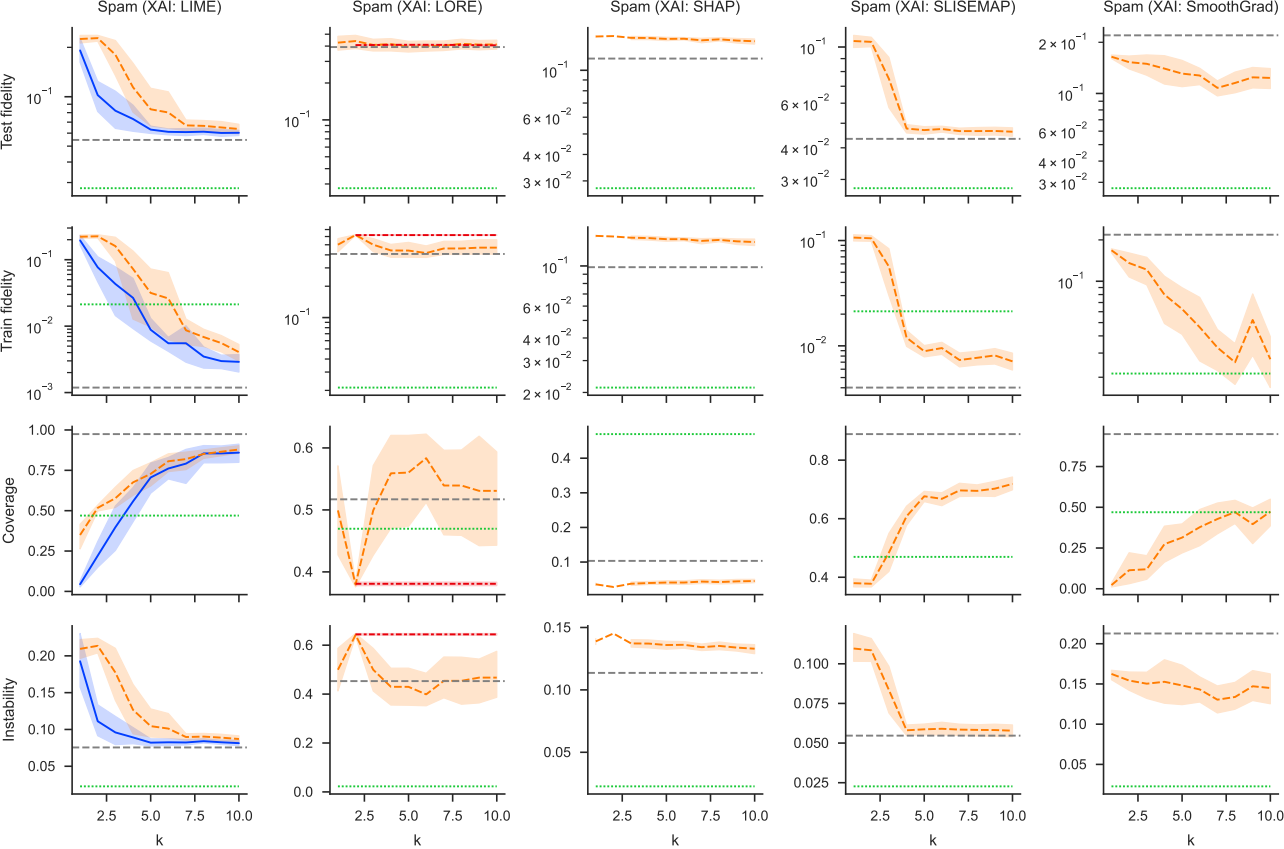 Spam (XAI: LIME) Spam (XAI: LORE) Spam (XAI: SHAP) Spam (XAI: SLISEMAP) Spam (XAI: SmoothGrad)
Test fidelity
10⁻¹
10⁻¹
10⁻¹
6 × 10⁻²
4 × 10⁻²
3 × 10⁻²
10⁻¹
6 × 10⁻²
4 × 10⁻²
3 × 10⁻²
2 × 10⁻¹
10⁻¹
6 × 10⁻²
4 × 10⁻²
3 × 10⁻²
Train fidelity
10⁻¹
10⁻²
10⁻³
10⁻¹
10⁻¹
6 × 10⁻²
4 × 10⁻²
3 × 10⁻²
2 × 10⁻²
10⁻¹
10⁻²
10⁻¹
Coverage
1.00
0.75
0.50
0.25
0.00
0.6
0.5
0.4
0.4
0.3
0.2
0.1
0.8
0.6
0.4
0.75
0.50
0.25
0.00
Instability
0.20
0.15
0.10
0.05
0.6
0.4
0.2
0.0
0.15
0.10
0.05
0.100
0.075
0.050
0.025
0.20
0.15
0.10
0.05
2.5 5.0 7.5 10.0 2.5 5.0 7.5 10.0 2.5 5.0 7.5 10.0 2.5 5.0 7.5 10.0 2.5 5.0 7.5 10.0
k k k k k